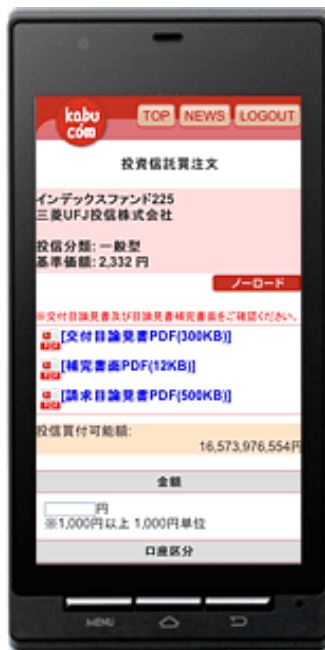 kabu
.com
TOP NEWS LOGOUT
投資信託買注文
インデックスファンド225
三菱UFJ投信株式会社
投信分類: 一般型
基準価額: 2,332 円
ノーロード
※交付目論見書及び目論見書補完書面をご確認ください。
[交付目論見書PDF(300KB)]
[補完書面PDF(12KB)]
[請求目論見書PDF(500KB)]
投信買付可能額:
16,573,976,554円
金額
円
※1,000円以上 1,000円単位
口座区分
MENU